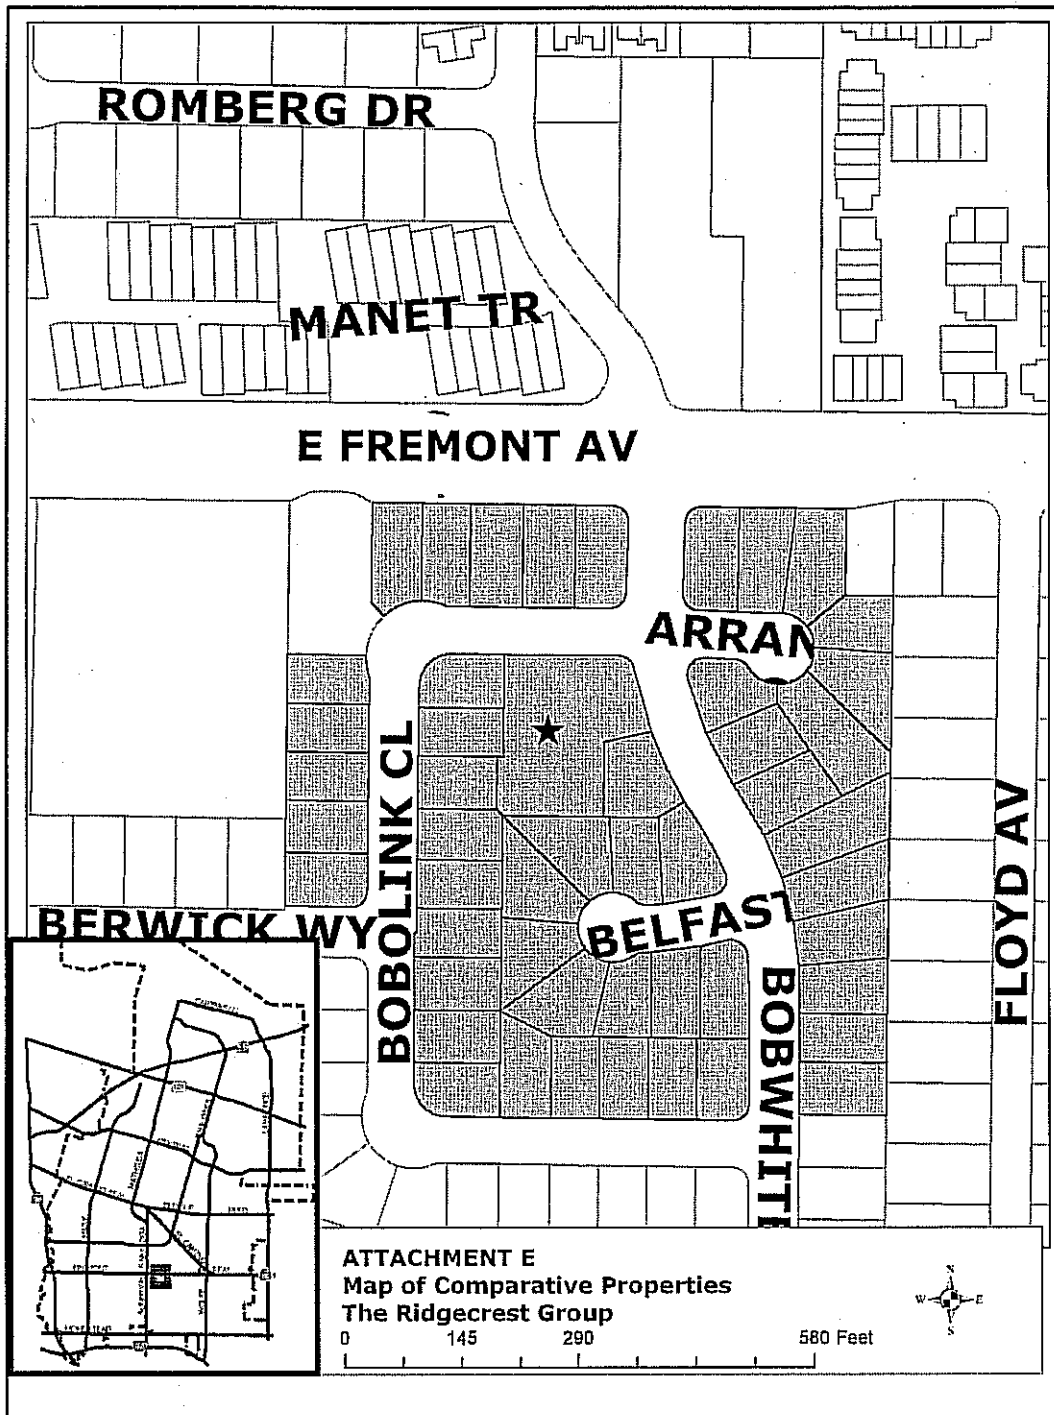 ROMBERG DR
MANET TR
E FREMONT AV
ARRAN
BOBOLINK CL
FLOYD AV
BELFAST
BERWICK WY
BOBWHITE
ATTACHMENT E
Map of Comparative Properties
The Ridgecrest Group
0 145 290 580 Feet
N
W E
S